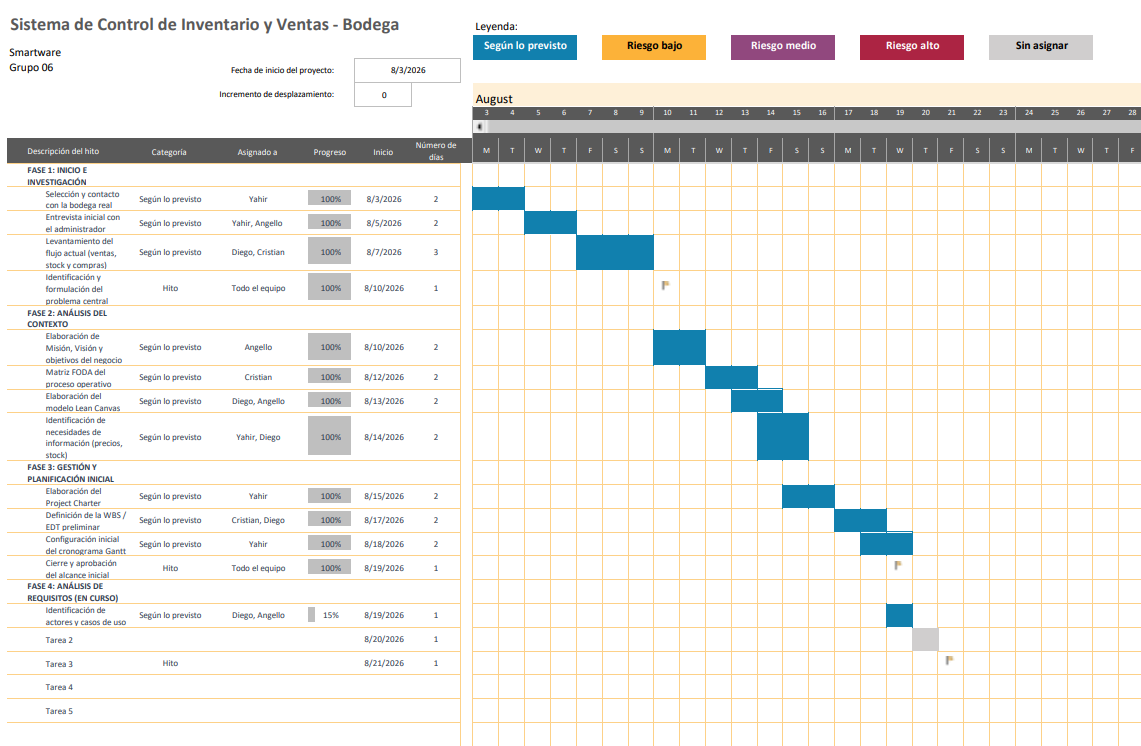 Sistema de Control de Inventario y Ventas - Bodega
Smartware
Grupo 06
Fecha de inicio del proyecto: 8/3/2026
Incremento de desplazamiento: 0
Leyenda:
Según lo previsto Riesgo bajo Riesgo medio Riesgo alto Sin asignar
August
3 4 5 6 7 8 9 10 11 12 13 14 15 16 17 18 19 20 21 22 23 24 25 26 27 28
Descripción del hito Categoría Asignado a Progreso Inicio Número de días
M T W T F S S M T W T F S S M T W T F S S M T W T F
FASE 1: INICIO E
INVESTIGACIÓN
Selección y contacto
con la bodega real Según lo previsto Yahir 100% 8/3/2026 2
Entrevista inicial con
el administrador Según lo previsto Yahir, Angello 100% 8/5/2026 2
Levantamiento del
flujo actual (ventas, Según lo previsto Diego, Cristian 100% 8/7/2026 3
stock y compras)
Identificación y
formulación del Hito Todo el equipo 100% 8/10/2026 1
problema central
FASE 2: ANÁLISIS DEL
CONTEXTO
Elaboración de
Misión, Visión y Según lo previsto Angello 100% 8/10/2026 2
objetivos del negocio
Matriz FODA del
proceso operativo Según lo previsto Cristian 100% 8/12/2026 2
Elaboración del
modelo Lean Canvas Según lo previsto Diego, Angello 100% 8/13/2026 2
Identificación de
necesidades de Según lo previsto Yahir, Diego 100% 8/14/2026 2
información (precios,
stock)
FASE 3: GESTIÓN Y
PLANIFICACIÓN INICIAL
Elaboración del
Project Charter Según lo previsto Yahir 100% 8/15/2026 2
Definición de la WBS /
EDT preliminar Según lo previsto Cristian, Diego 100% 8/17/2026 2
Configuración inicial
del cronograma Gantt Según lo previsto Yahir 100% 8/18/2026 2
Cierre y aprobación
del alcance inicial Hito Todo el equipo 100% 8/19/2026 1
FASE 4: ANÁLISIS DE
REQUISITOS (EN CURSO)
Identificación de
actores y casos de uso Según lo previsto Diego, Angello 15% 8/19/2026 1
Tarea 2 8/20/2026 1
Tarea 3 Hito 8/21/2026 1
Tarea 4
Tarea 5